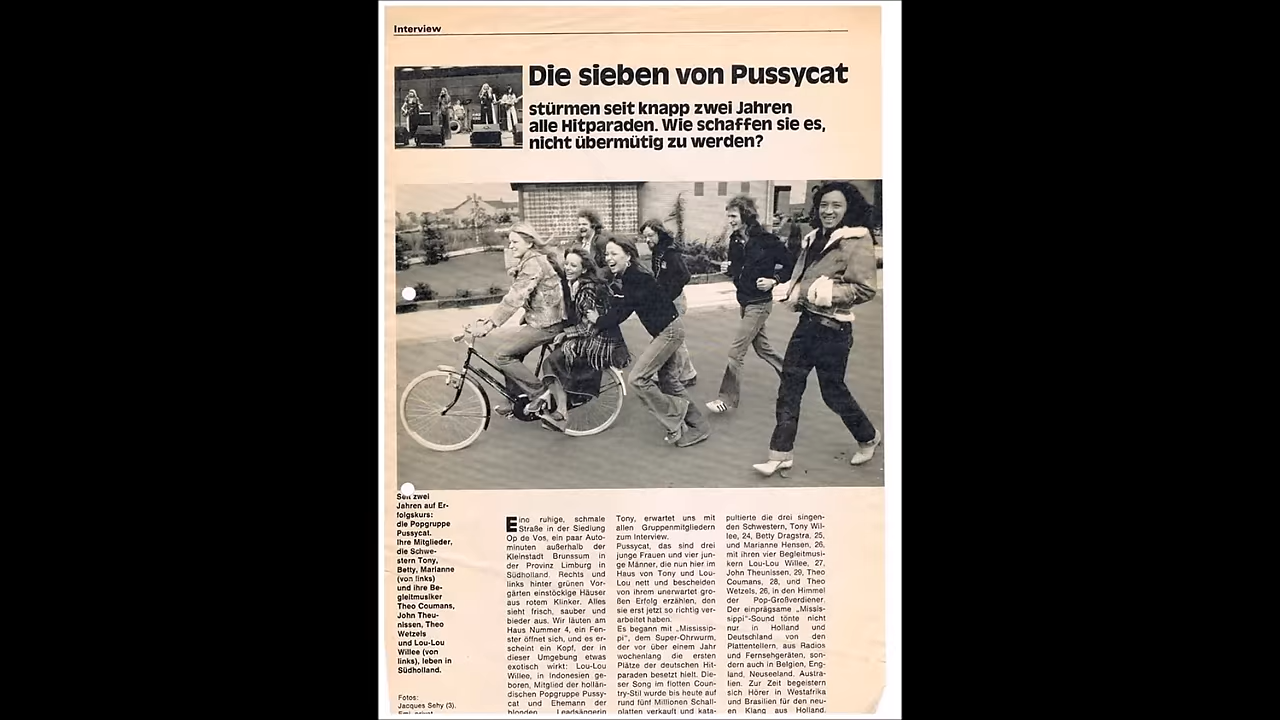 Interview
Die sieben von Pussycat
stürmen seit knapp zwei Jahren
alle Hitparaden. Wie schaffen sie es,
nicht übermütig zu werden?
Seit zwei
Jahren auf Er-
folgskurs:
die Popgruppe
Pussycat.
Ihre Mitglieder,
die Schwe-
stern Tony,
Betty, Marianne
(von links)
und ihre Be-
gleitmusiker
Theo Coumans,
John Theu-
nissen, Theo
Wetzels
und Lou-Lou
Willee (von
links), leben in
Südholland.
Fotos:
Jacques Sehy (3),
Eino ruhige, schmale
Straße in der Siedlung
Op de Vos, ein paar Auto-
minuten außerhalb der
Kleinstadt Brunssum in
der Provinz Limburg in
Südholland. Rechts und
links hinter grünen Vor-
gärten einstöckige Häuser
aus rotem Klinker. Alles
sieht frisch, sauber und
bieder aus. Wir läuten am
Haus Nummer 4, ein Fen-
ster öffnet sich, und es er-
scheint ein Kopf, der in
dieser Umgebung etwas
exotisch wirkt: Lou-Lou
Willee, in Indonesien ge-
boren, Mitglied der hollän-
dischen Popgruppe Pussy-
cat und Ehemann der
blonden Leadsängerin
Tony, erwartet uns mit
allen Gruppenmitgliedern
zum Interview.
Pussycat, das sind drei
junge Frauen und vier jun-
ge Männer, die nun hier im
Haus von Tony und Lou-
Lou nett und bescheiden
von ihrem unerwartet gro-
ßen Erfolg erzählen, den
sie erst jetzt so richtig ver-
arbeitet haben.
Es begann mit „Mississip-
pi", dem Super-Ohrwurm,
der vor über einem Jahr
wochenlang die ersten
Plätze der deutschen Hit-
paraden besetzt hielt. Die-
ser Song im flotten Coun-
try-Stil wurde bis heute auf
rund fünf Millionen Schall-
platten verkauft und kata-
pultierte die drei singen-
den Schwestern, Tony Wil-
lee, 24, Betty Dragstra, 25,
und Marianne Hensen, 26,
mit ihren vier Begleitmusi-
kern Lou-Lou Willee, 27,
John Theunissen, 29, Theo
Coumans, 28, und Theo
Wetzels, 26, in den Himmel
der Pop-Großverdiener.
Der einprägsame „Missis-
sippi"-Sound tönte nicht
nur in Holland und
Deutschland von den
Plattentellern, aus Radios
und Fernsehgeräten, son-
dern auch in Belgien, Eng-
land, Neuseeland, Austra-
lien. Zur Zeit begeistern
sich Hörer in Westafrika
und Brasilien für den neu-
en Klang aus Holland.